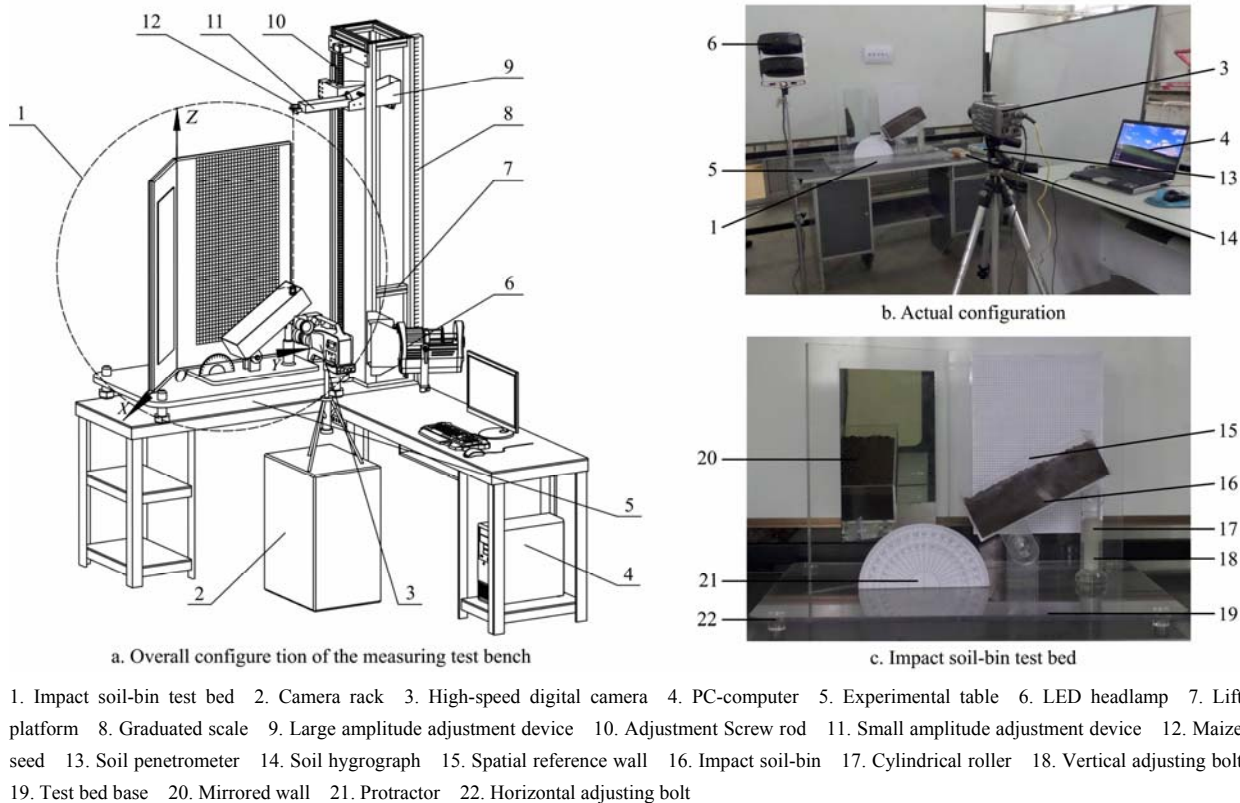 12
11
10
9
1
Z
8
7
6
Y
X
5
4
2
3
a. Overall configure tion of the measuring test bench
6
3
4
5
13
1
14
b. Actual configuration
15
20
16
17
18
21
19
22
c. Impact soil-bin test bed
1. Impact soil-bin test bed 2. Camera rack 3. High-speed digital camera 4. PC-computer 5. Experimental table 6. LED headlamp 7. Lift
platform 8. Graduated scale 9. Large amplitude adjustment device 10. Adjustment Screw rod 11. Small amplitude adjustment device 12. Maize
seed 13. Soil penetrometer 14. Soil hygrograph 15. Spatial reference wall 16. Impact soil-bin 17. Cylindrical roller 18. Vertical adjusting bolt
19. Test bed base 20. Mirrored wall 21. Protractor 22. Horizontal adjusting bolt